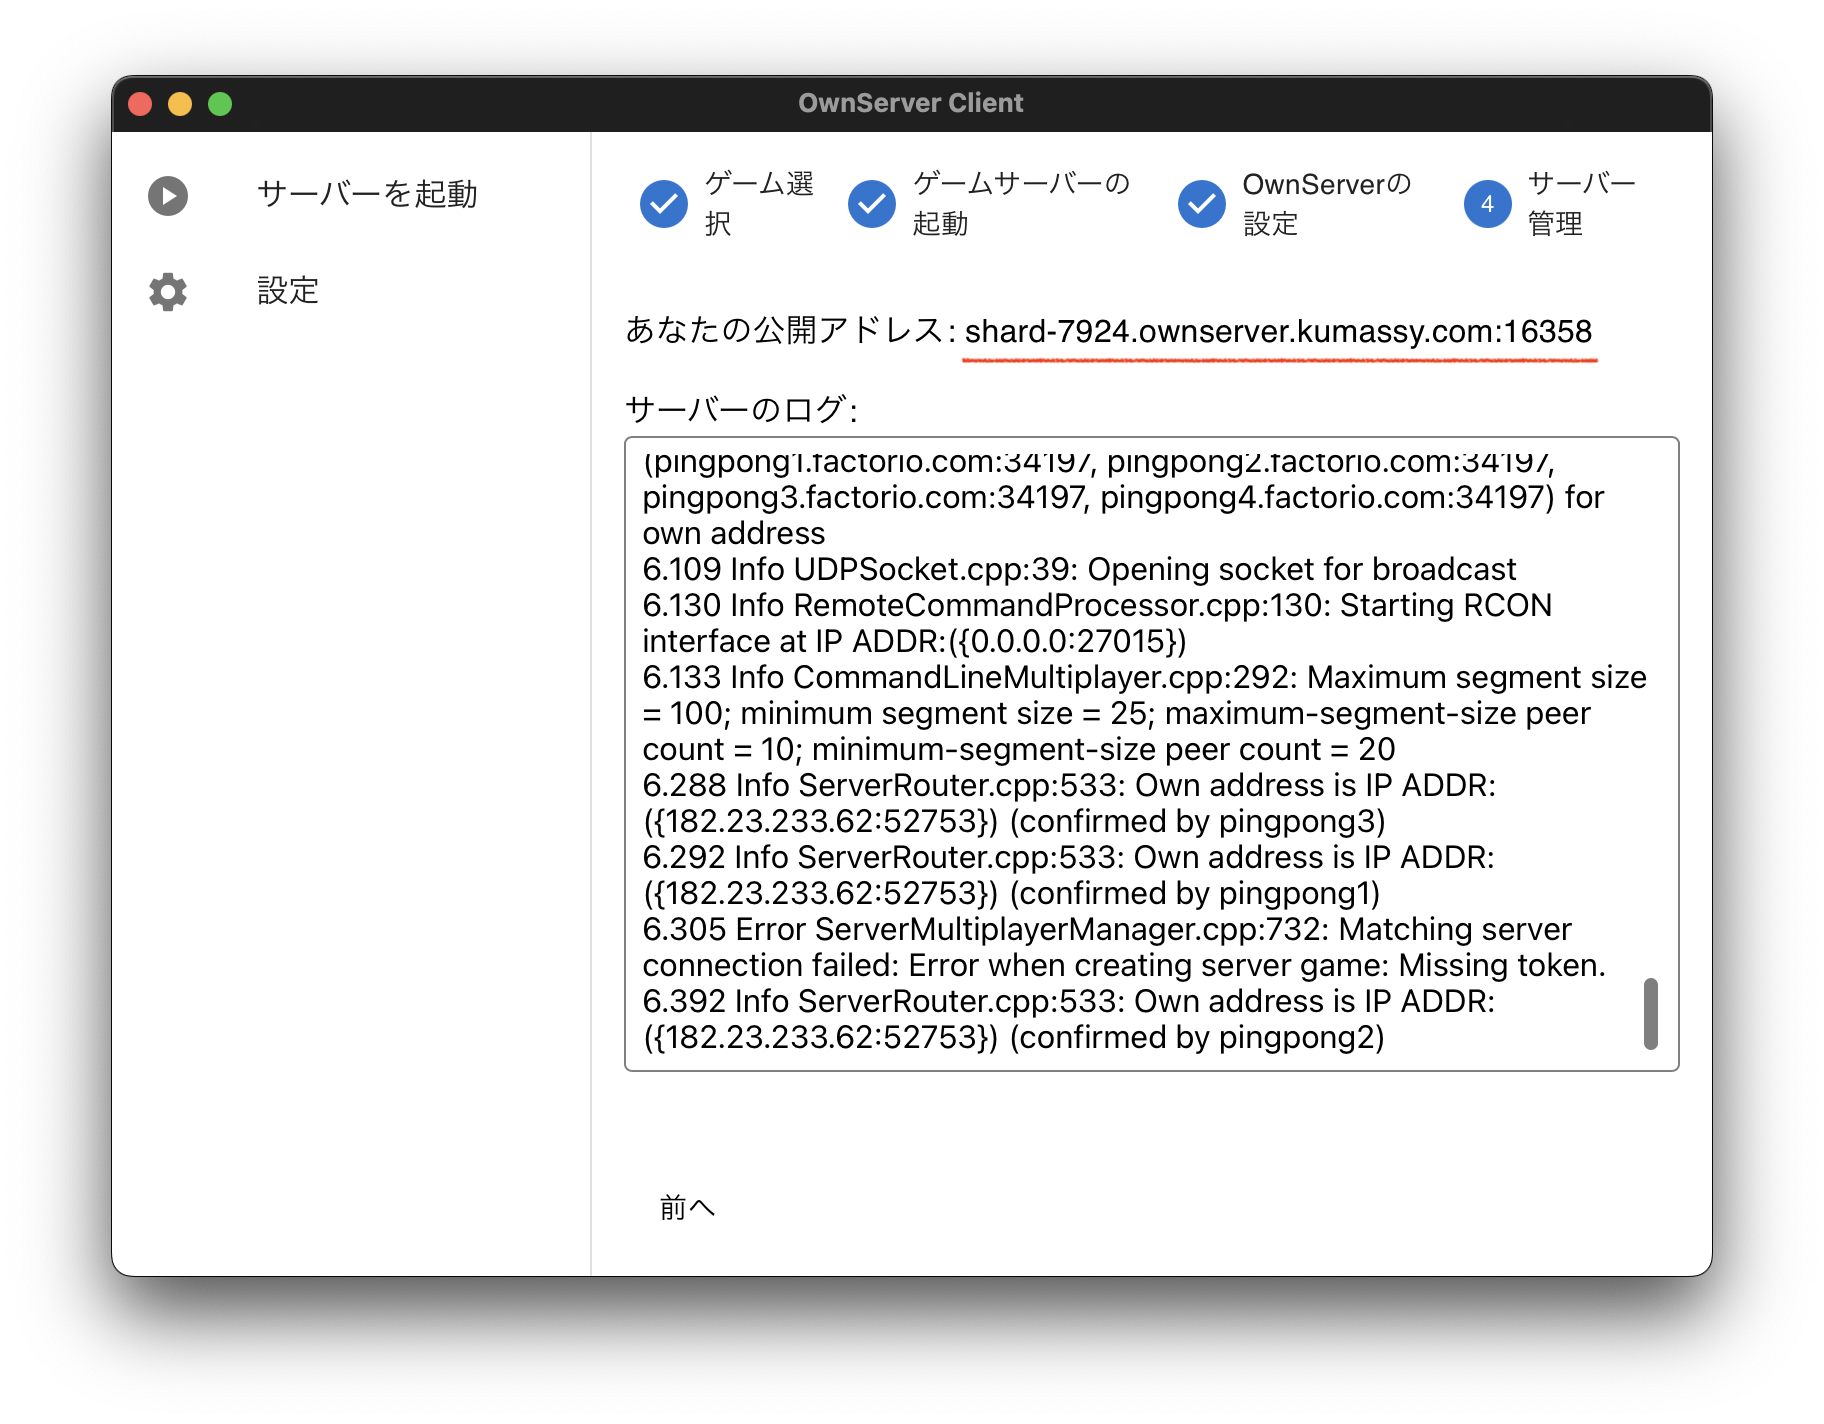 OwnServer Client
サーバーを起動
設定
ゲーム選
択
ゲームサーバーの
起動
OwnServerの
設定
4
サーバー
管理
あなたの公開アドレス: shard-7924.ownserver.kumassy.com:16358
サーバーのログ:
(pingpong1.factorio.com:34197, pingpong2.factorio.com:34197,
pingpong3.factorio.com:34197, pingpong4.factorio.com:34197) for
own address
6.109 Info UDPSocket.cpp:39: Opening socket for broadcast
6.130 Info RemoteCommandProcessor.cpp:130: Starting RCON
interface at IP ADDR:({0.0.0.0:27015})
6.133 Info CommandLineMultiplayer.cpp:292: Maximum segment size
= 100; minimum segment size = 25; maximum-segment-size peer
count = 10; minimum-segment-size peer count = 20
6.288 Info ServerRouter.cpp:533: Own address is IP ADDR:
({182.23.233.62:52753}) (confirmed by pingpong3)
6.292 Info ServerRouter.cpp:533: Own address is IP ADDR:
({182.23.233.62:52753}) (confirmed by pingpong1)
6.305 Error ServerMultiplayerManager.cpp:732: Matching server
connection failed: Error when creating server game: Missing token.
6.392 Info ServerRouter.cpp:533: Own address is IP ADDR:
({182.23.233.62:52753}) (confirmed by pingpong2)
前へ